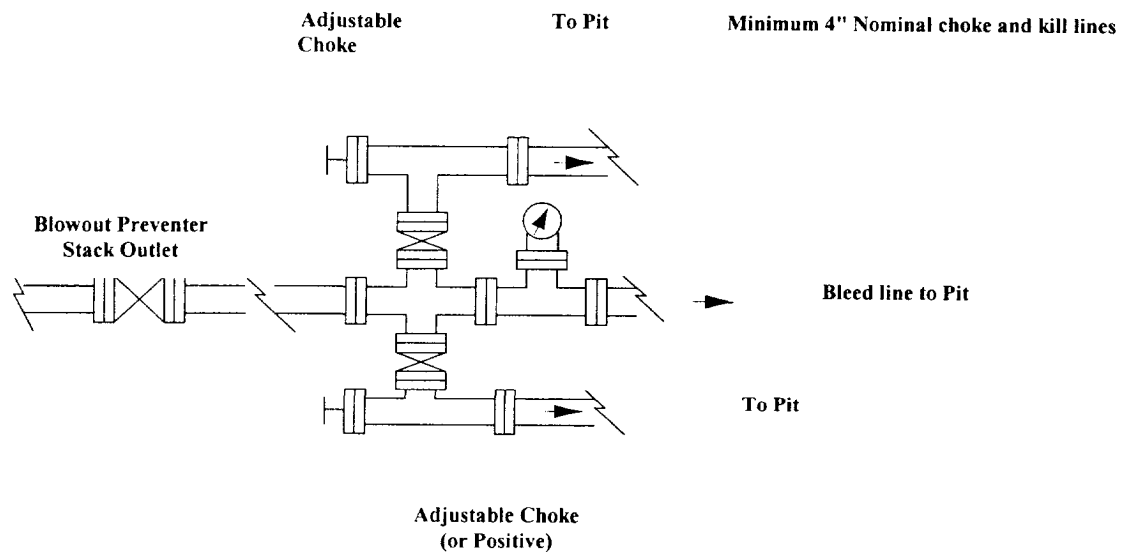 Adjustable
Choke
To Pit
Minimum 4" Nominal choke and kill lines
Blowout Preventer
Stack Outlet
Bleed line to Pit
To Pit
Adjustable Choke
(or Positive)